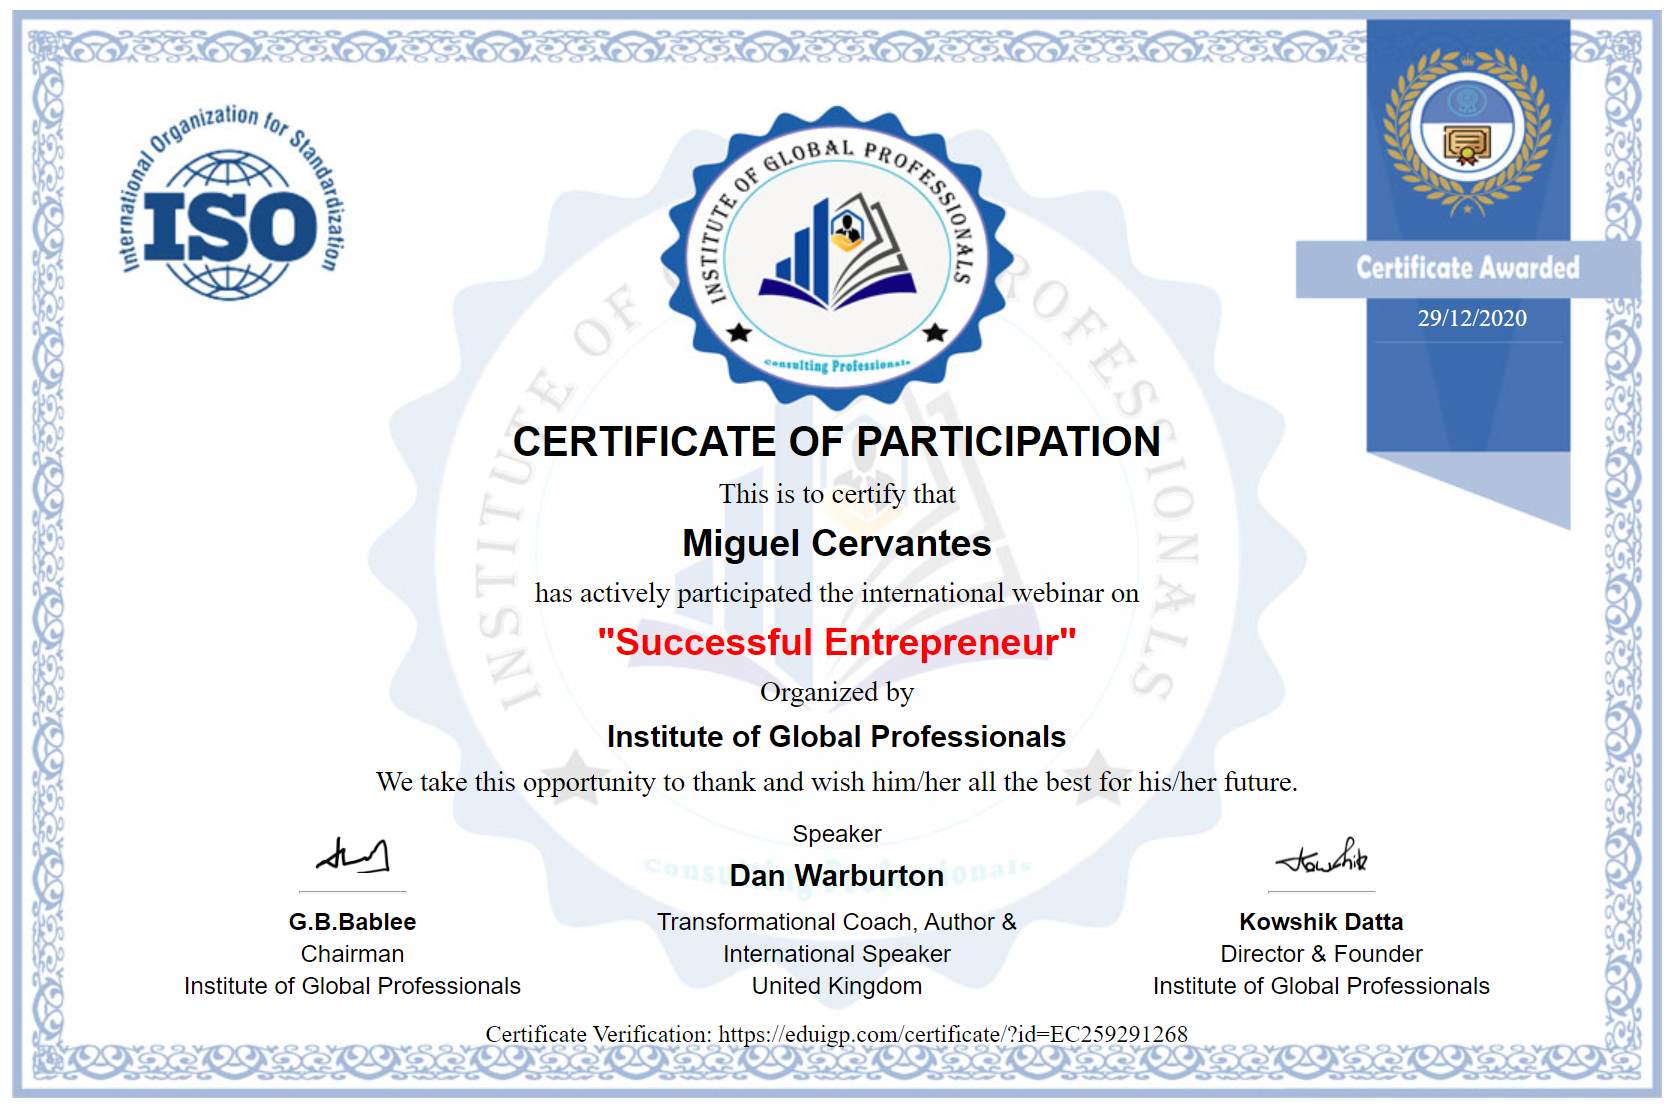 International Organization for Standardization
ISO
INSTITUTE OF GLOBAL PROFESSIONALS
Consulting Professionals
Certificate Awarded
29/12/2020
CERTIFICATE OF PARTICIPATION
This is to certify that
Miguel Cervantes
has actively participated the international webinar on
"Successful Entrepreneur"
Organized by
Institute of Global Professionals
We take this opportunity to thank and wish him/her all the best for his/her future.
Speaker
Dan Warburton
Transformational Coach, Author &
International Speaker
United Kingdom
G.B.Bablee
Chairman
Institute of Global Professionals
Kowshik
Kowshik Datta
Director & Founder
Institute of Global Professionals
Certificate Verification: https://eduigp.com/certificate/?id=EC259291268